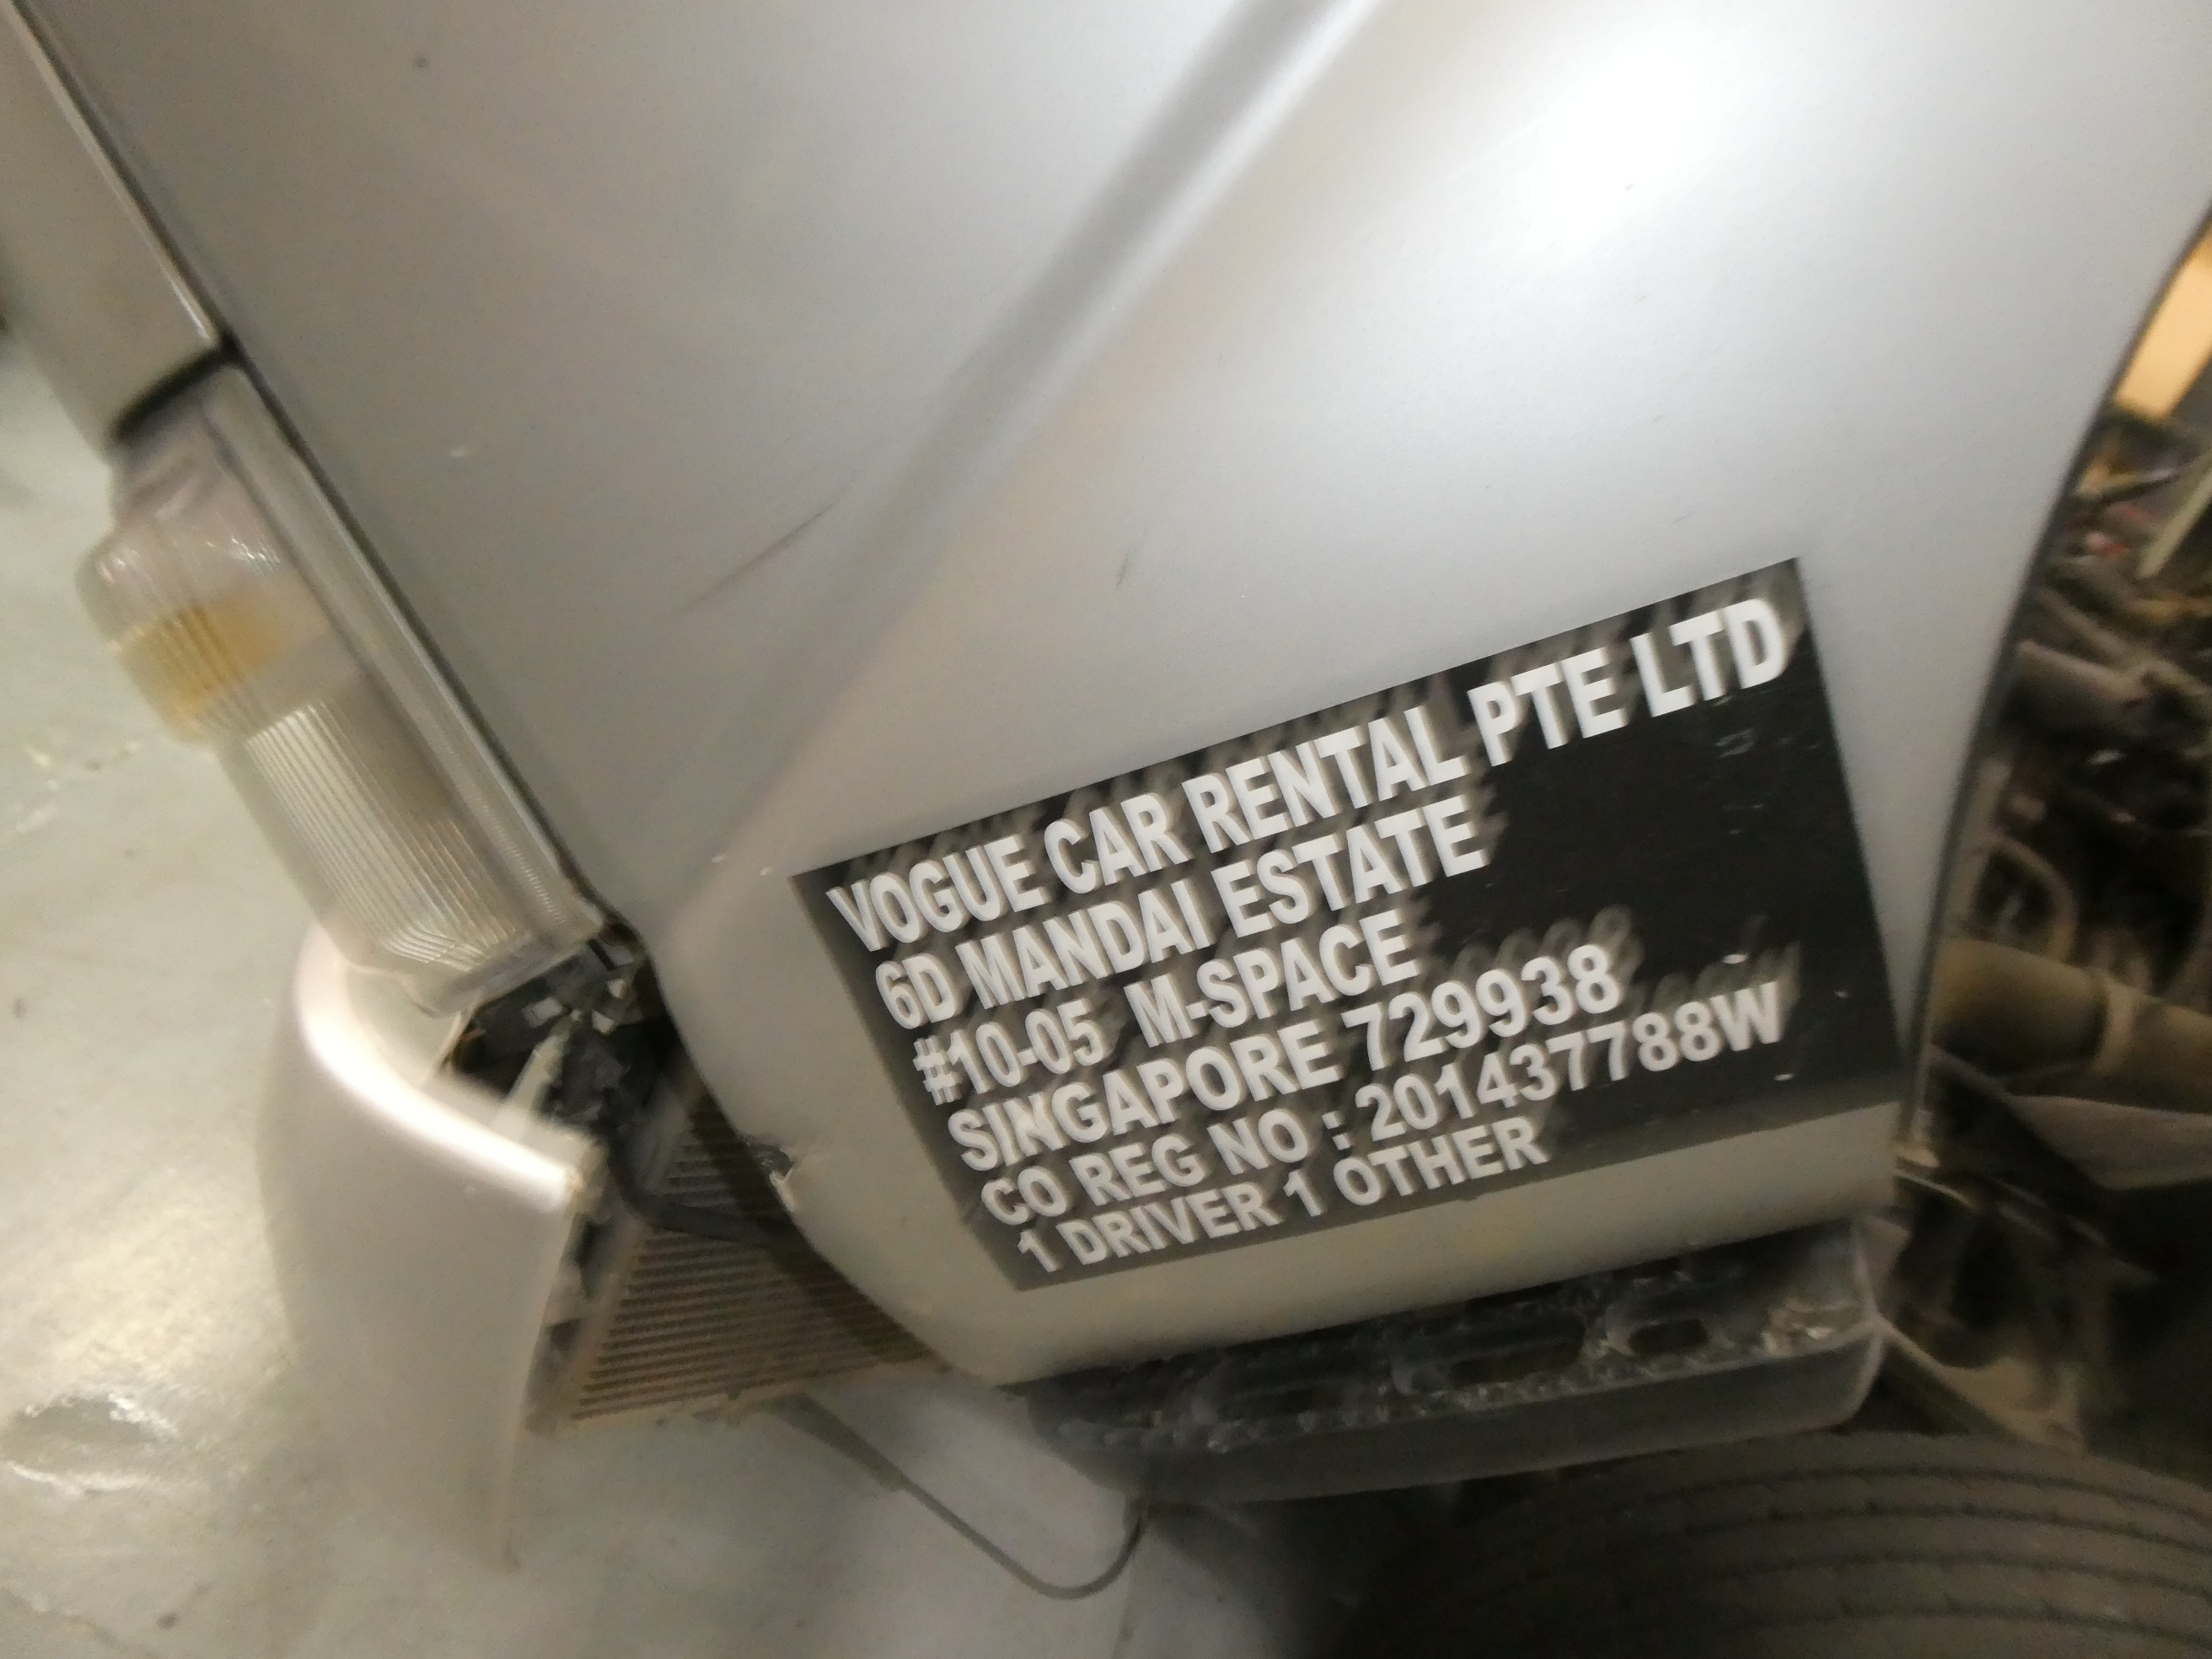 VOGUE CAR RENTAL PTE LTD
6D MANDAI ESTATE
#10-05 M-SPACE
SINGAPORE 729938
CO REG NO : 201437788W
1 DRIVER 1 OTHER